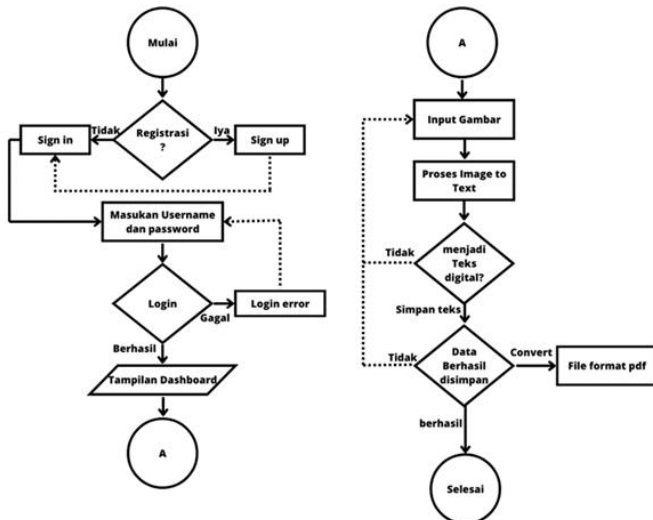 Mulai
Registrasi
?
Tidak
Iya
Sign in
Sign up
Masukan Username
dan password
Login
Gagal
Login error
Berhasil
Tampilan Dashboard
A
A
Input Gambar
Proses Image to
Text
menjadi
Teks
digital?
Tidak
Simpan teks
Data
Berhasil
disimpan
Tidak
Convert
File format pdf
berhasil
Selesai